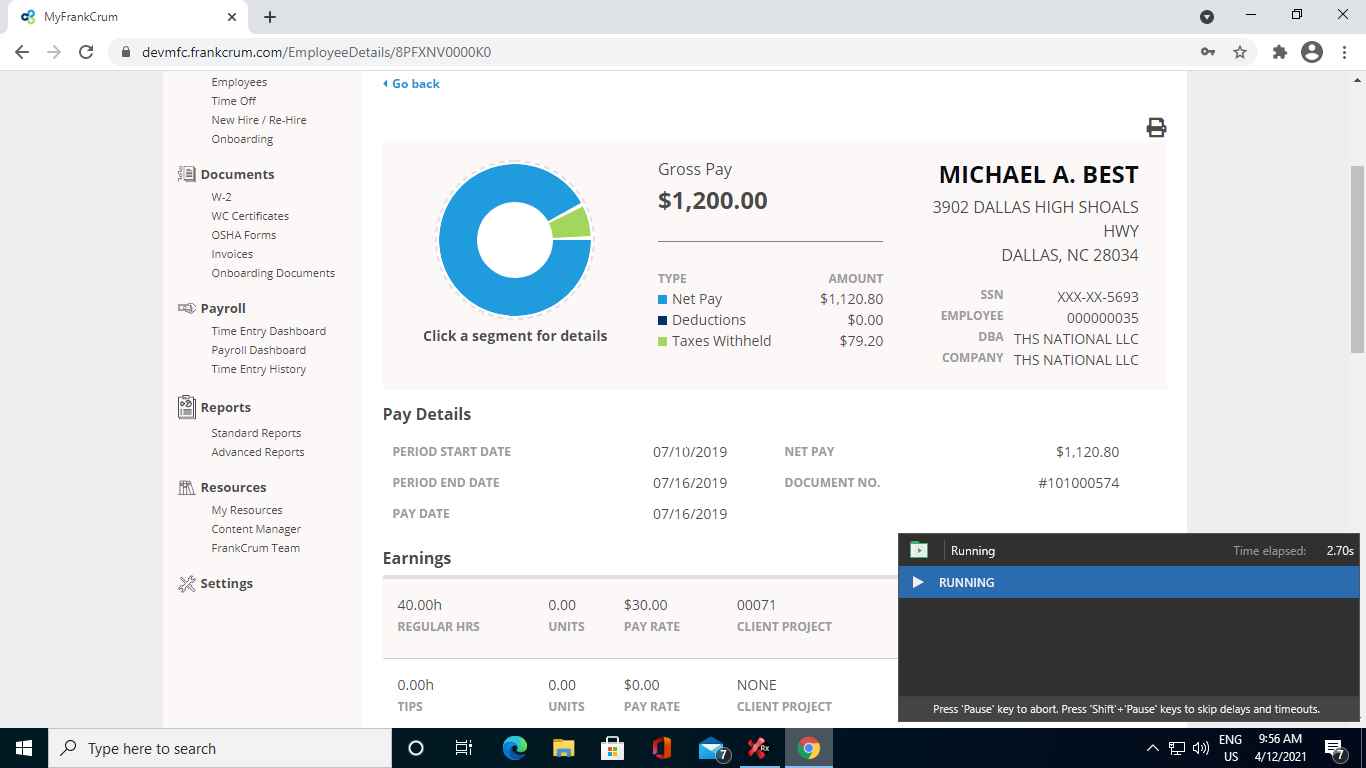 MyFrankCrum
devmfc.frankcrum.com/EmployeeDetails/8PFXNV0000K0
Employees
Time Off
New Hire / Re-Hire
Onboarding
Documents
W-2
WC Certificates
OSHA Forms
Invoices
Onboarding Documents
Payroll
Time Entry Dashboard
Payroll Dashboard
Time Entry History
Reports
Standard Reports
Advanced Reports
Resources
My Resources
Content Manager
FrankCrum Team
Settings
Go back
Click a segment for details
Gross Pay
$1,200.00
TYPE AMOUNT
Net Pay $1,120.80
Deductions $0.00
Taxes Withheld $79.20
MICHAEL A. BEST
3902 DALLAS HIGH SHOALS
HWY
DALLAS, NC 28034
SSN XXX-XX-5693
EMPLOYEE 000000035
DBA THS NATIONAL LLC
COMPANY THS NATIONAL LLC
Pay Details
PERIOD START DATE 07/10/2019 NET PAY $1,120.80
PERIOD END DATE 07/16/2019 DOCUMENT NO. #101000574
PAY DATE 07/16/2019
Earnings
40.00h 0.00 $30.00 00071
REGULAR HRS UNITS PAY RATE CLIENT PROJECT
0.00h 0.00 $0.00 NONE
TIPS UNITS PAY RATE CLIENT PROJECT
Running Time elapsed: 2.70s
RUNNING
Press 'Pause' key to abort. Press 'Shift'+'Pause' keys to skip delays and timeouts.
Type here to search
7
Rx
ENG
US
9:56 AM
4/12/2021
7